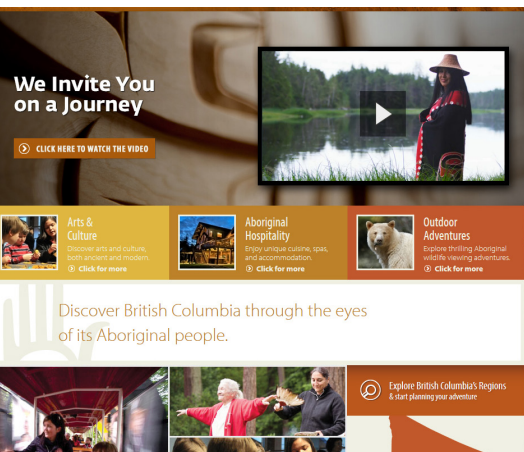 We Invite You
on a Journey
CLICK HERE TO WATCH THE VIDEO
Arts &
Culture
Discover arts and culture,
both ancient and modern.
Click for more
Aboriginal
Hospitality
Enjoy unique cuisine, spas,
and accommodation.
Click for more
Outdoor
Adventures
Explore thrilling Aboriginal
wildlife viewing adventures.
Click for more
Discover British Columbia through the eyes
of its Aboriginal people.
Explore British Columbia's Regions
& start planning your adventure